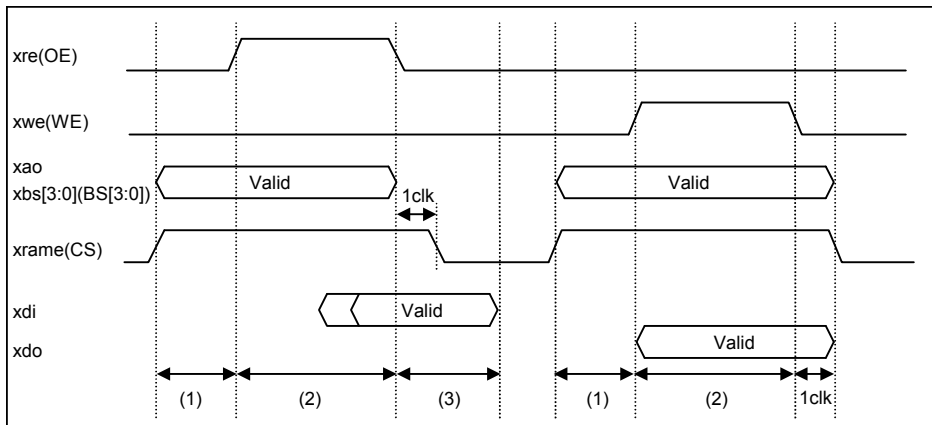 xre(OE)
xwe(WE)
xao
Valid
Valid
xbs[3:0](BS[3:0])
1clk
xrame(CS)
xdi
Valid
xdo
Valid
(1)
(2)
(3)
(1)
(2)
1clk